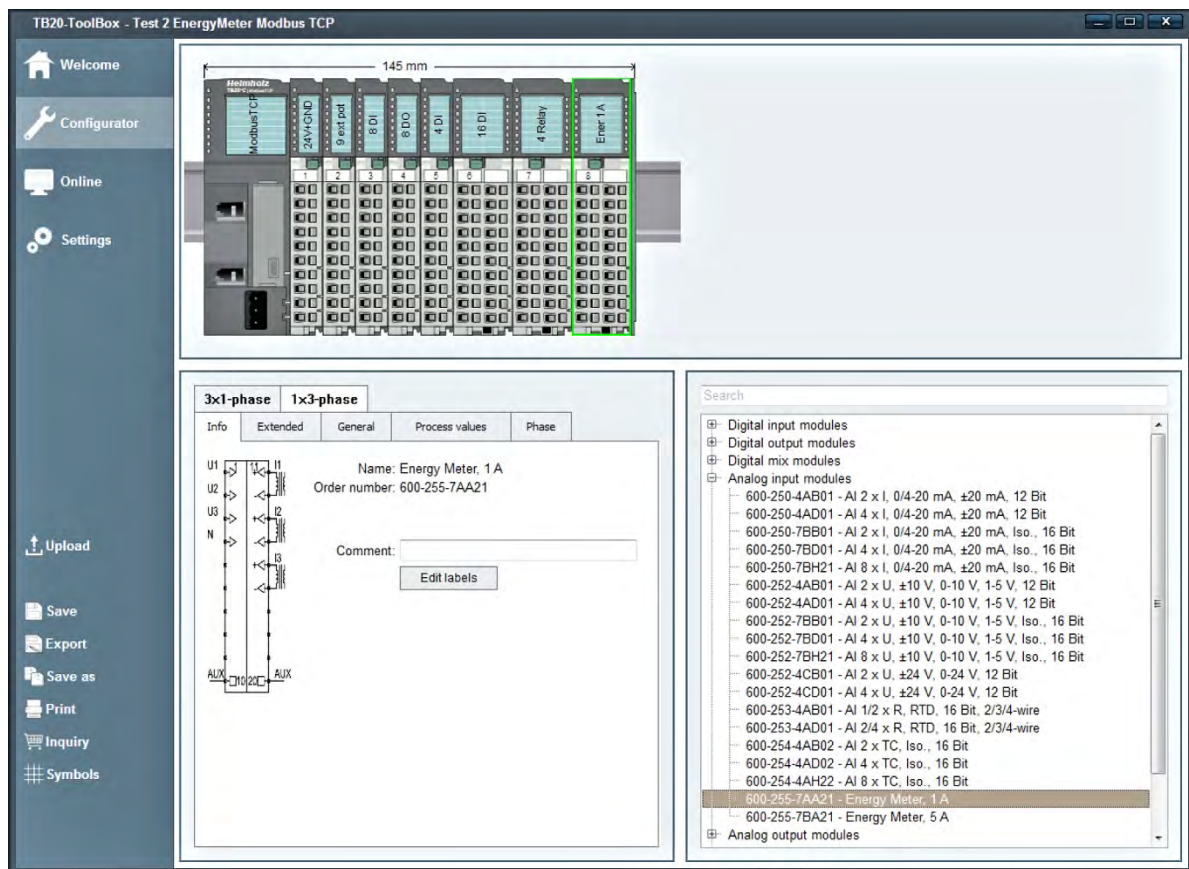 TB20-ToolBox - Test 2 EnergyMeter Modbus TCP
Welcome
Configurator
Online
Settings
Upload
Save
Export
Save as
Print
Inquiry
Symbols
145 mm
Helmholz
ModbusTCP
24V+GND
9 ext pot
8 DI
8 DO
4 DI
16 DI
4 Relay
Ener 1 A
1 2 3 4 5 6 7 8
3x1-phase 1x3-phase
Info Extended General Process values Phase
U1 1 11 I1
U2
U3 I2
N
I3
AUX 10 20 AUX
Name: Energy Meter, 1 A
Order number: 600-255-7AA21
Comment:
Edit labels
Search
Digital input modules
Digital output modules
Digital mix modules
Analog input modules
600-250-4AB01 - AI 2 x I, 0/4-20 mA, ±20 mA, 12 Bit
600-250-4AD01 - AI 4 x I, 0/4-20 mA, ±20 mA, 12 Bit
600-250-7BB01 - AI 2 x I, 0/4-20 mA, ±20 mA, Iso., 16 Bit
600-250-7BD01 - AI 4 x I, 0/4-20 mA, ±20 mA, Iso., 16 Bit
600-250-7BH21 - AI 8 x I, 0/4-20 mA, ±20 mA, Iso., 16 Bit
600-252-4AB01 - AI 2 x U, ±10 V, 0-10 V, 1-5 V, 12 Bit
600-252-4AD01 - AI 4 x U, ±10 V, 0-10 V, 1-5 V, 12 Bit
600-252-7BB01 - AI 2 x U, ±10 V, 0-10 V, 1-5 V, Iso., 16 Bit
600-252-7BD01 - AI 4 x U, ±10 V, 0-10 V, 1-5 V, Iso., 16 Bit
600-252-7BH21 - AI 8 x U, ±10 V, 0-10 V, 1-5 V, Iso., 16 Bit
600-252-4CB01 - AI 2 x U, ±24 V, 0-24 V, 12 Bit
600-252-4CD01 - AI 4 x U, ±24 V, 0-24 V, 12 Bit
600-253-4AB01 - AI 1/2 x R, RTD, 16 Bit, 2/3/4-wire
600-253-4AD01 - AI 2/4 x R, RTD, 16 Bit, 2/3/4-wire
600-254-4AB02 - AI 2 x TC, Iso., 16 Bit
600-254-4AD02 - AI 4 x TC, Iso., 16 Bit
600-254-4AH22 - AI 8 x TC, Iso., 16 Bit
600-255-7AA21 - Energy Meter, 1 A
600-255-7BA21 - Energy Meter, 5 A
Analog output modules